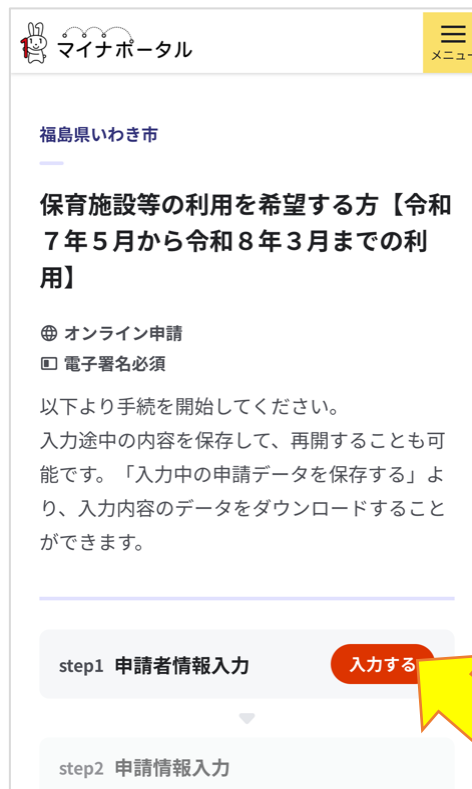 マイナポータル
メニュー
福島県いわき市
保育施設等の利用を希望する方【令和
７年５月から令和８年３月までの利
用】
オンライン申請
電子署名必須
以下より手続を開始してください。
入力途中の内容を保存して、再開することも可
能です。「入力中の申請データを保存する」よ
り、入力内容のデータをダウンロードすること
ができます。
step1 申請者情報入力
入力する
step2 申請情報入力